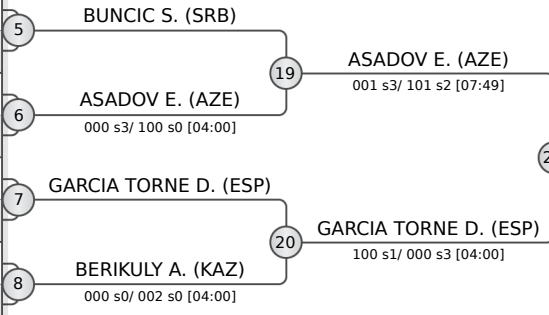 BUNCIC S. (SRB)
5
19
ASADOV E. (AZE)
001 s3/ 101 s2 [07:49]
ASADOV E. (AZE)
6
000 s3/ 100 s0 [04:00]
GARCIA TORNE D. (ESP)
7
20
GARCIA TORNE D. (ESP)
100 s1/ 000 s3 [04:00]
BERIKULY A. (KAZ)
8
000 s0/ 002 s0 [04:00]